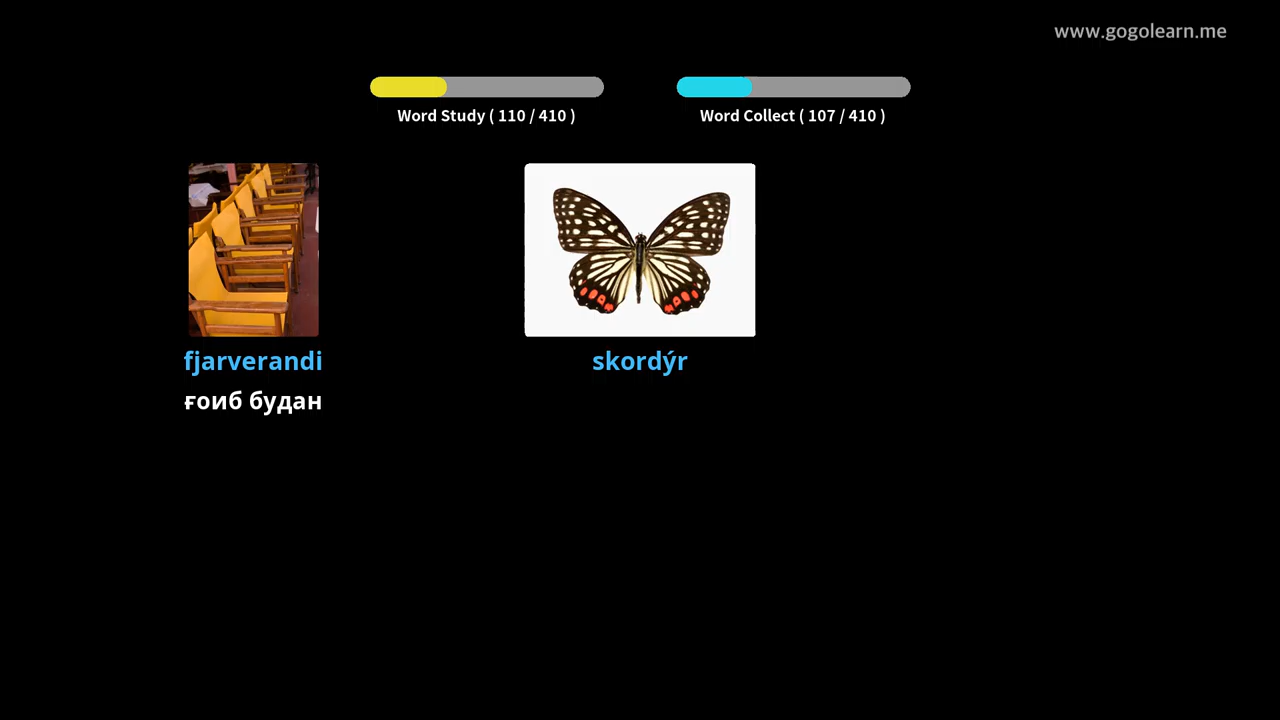 www.gogolearn.me
Word Study ( 110 / 410 )
Word Collect ( 107 / 410 )
fjarverandi
skordýr
ғоиб будан